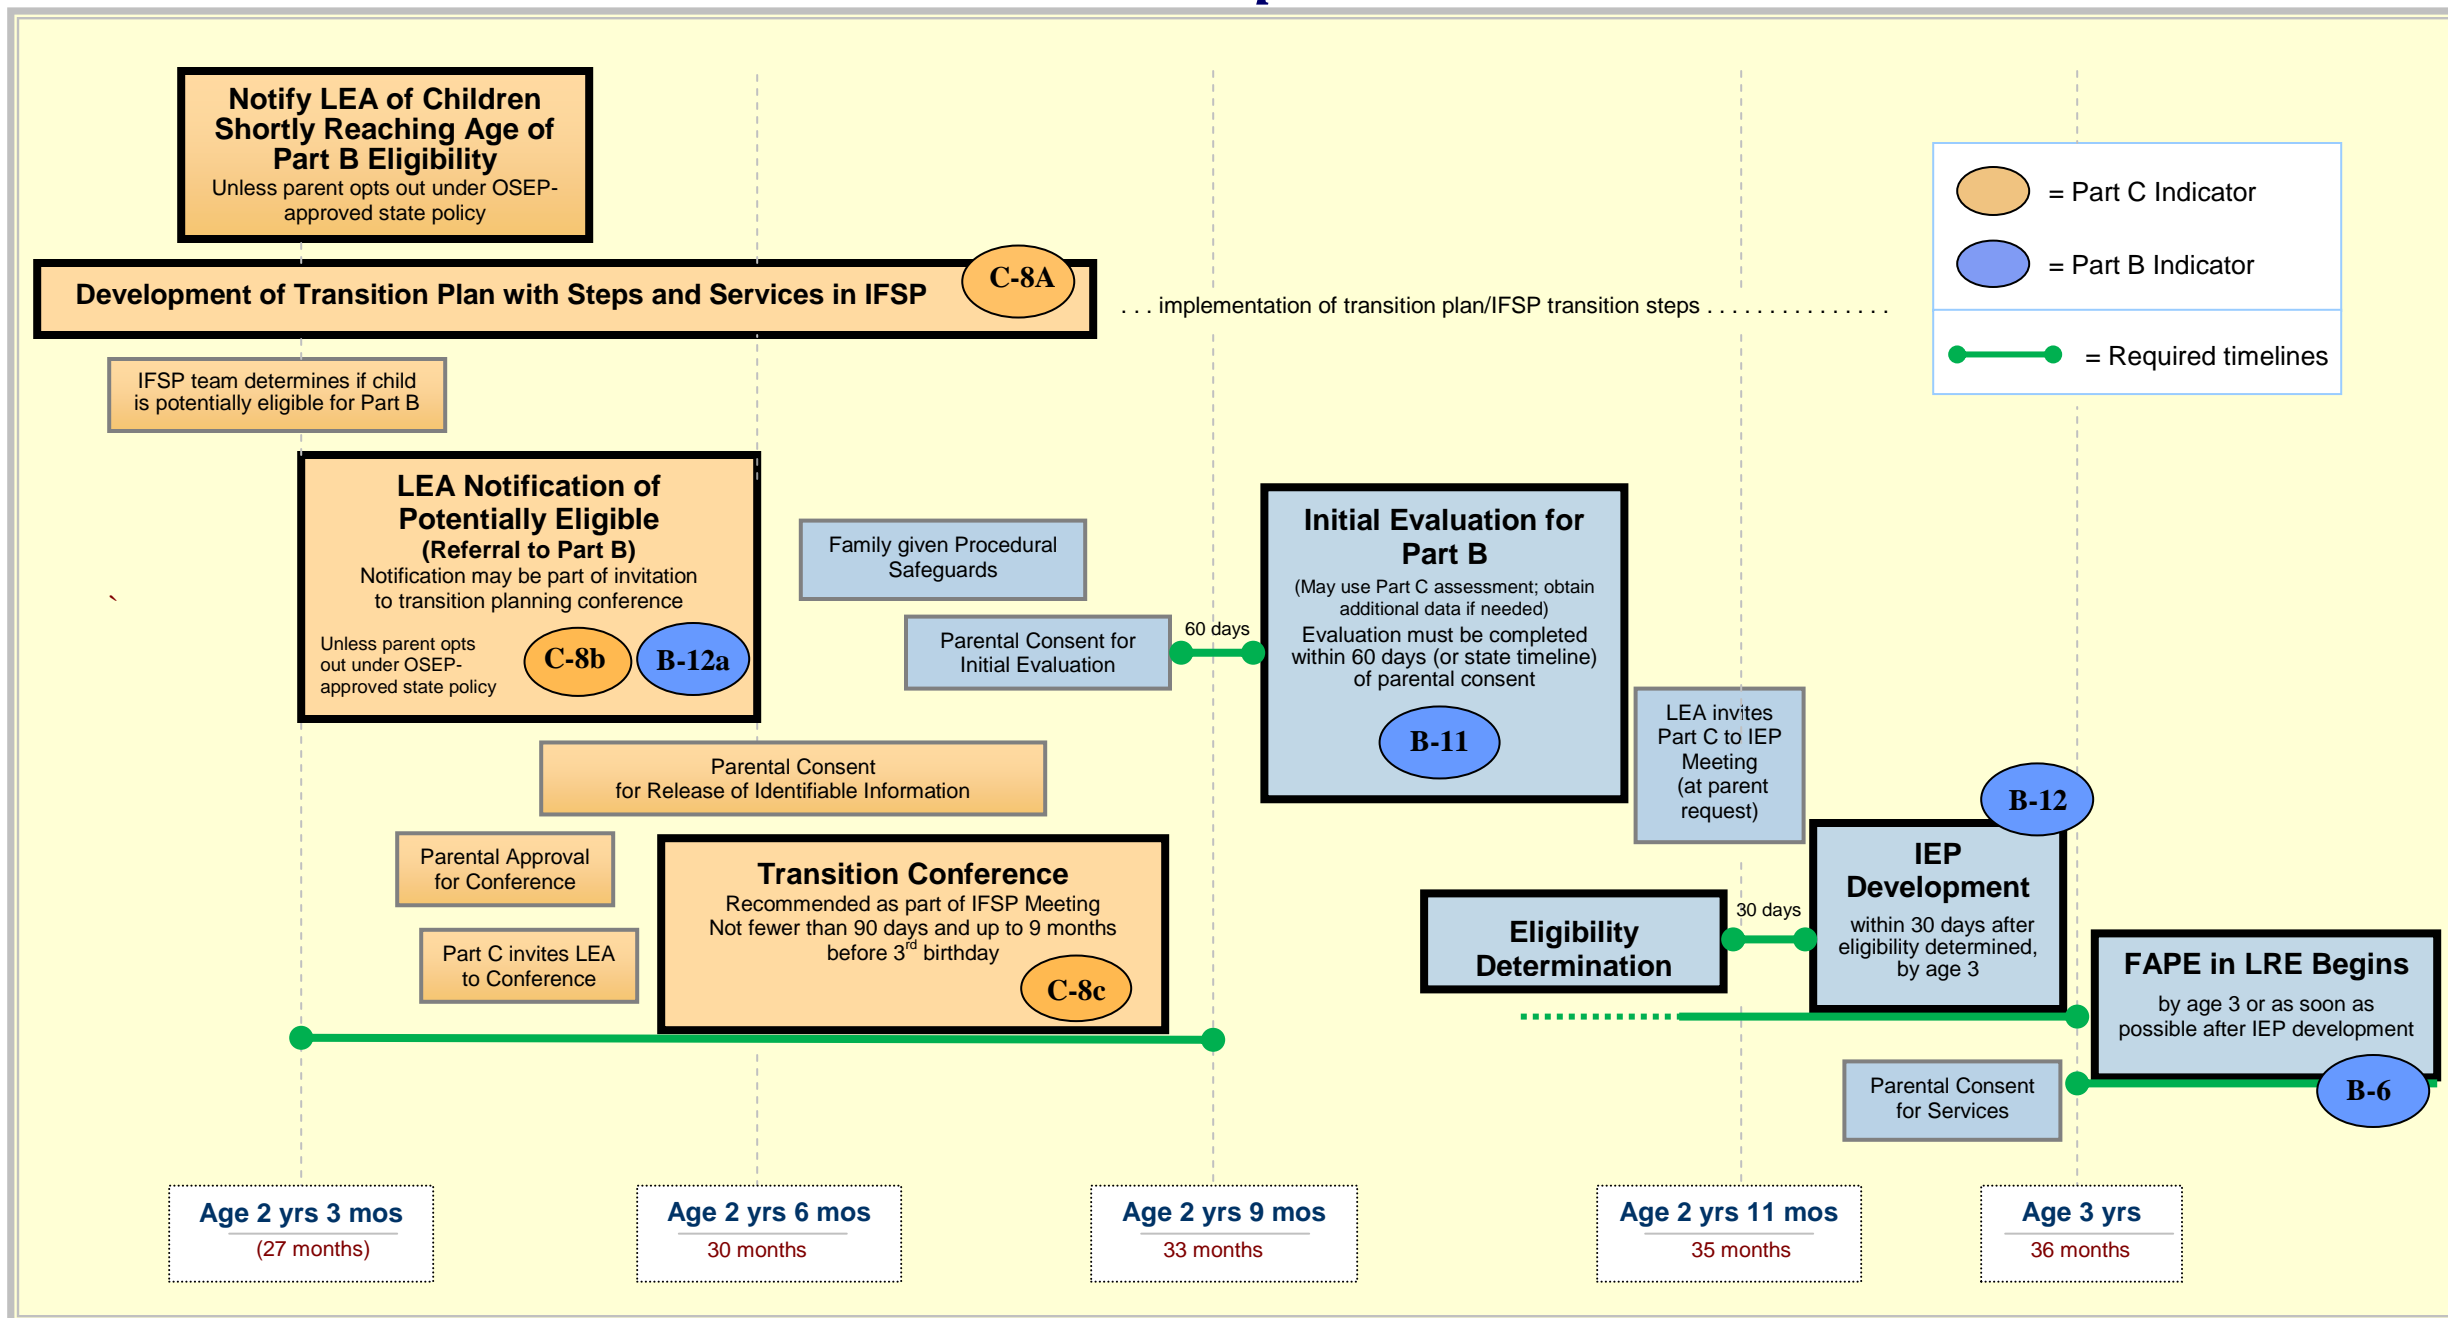 Notify LEA of Children
Shortly Reaching Age of
Part B Eligibility
Unless parent opts out under OSEP-
approved state policy
= Part C Indicator
= Part B Indicator
= Required timelines
Development of Transition Plan with Steps and Services in IFSP
C-8A
. . . implementation of transition plan/IFSP transition steps . . . . . . . . . . . . . . .
IFSP team determines if child
is potentially eligible for Part B
LEA Notification of
Potentially Eligible
(Referral to Part B)
Notification may be part of invitation
to transition planning conference
Unless parent opts
out under OSEP-
approved state policy
C-8b
B-12a
Family given Procedural
Safeguards
Parental Consent for
Initial Evaluation
60 days
Initial Evaluation for
Part B
(May use Part C assessment; obtain
additional data if needed)
Evaluation must be completed
within 60 days (or state timeline)
of parental consent
B-11
`
Parental Consent
for Release of Identifiable Information
LEA invites
Part C to IEP
Meeting
(at parent
request)
Parental Approval
for Conference
Part C invites LEA
to Conference
Transition Conference
Recommended as part of IFSP Meeting
Not fewer than 90 days and up to 9 months
before 3rd birthday
C-8c
Eligibility
Determination
30 days
B-12
IEP
Development
within 30 days after
eligibility determined,
by age 3
FAPE in LRE Begins
by age 3 or as soon as
possible after IEP development
B-6
Parental Consent
for Services
Age 2 yrs 3 mos
(27 months)
Age 2 yrs 6 mos
30 months
Age 2 yrs 9 mos
33 months
Age 2 yrs 11 mos
35 months
Age 3 yrs
36 months